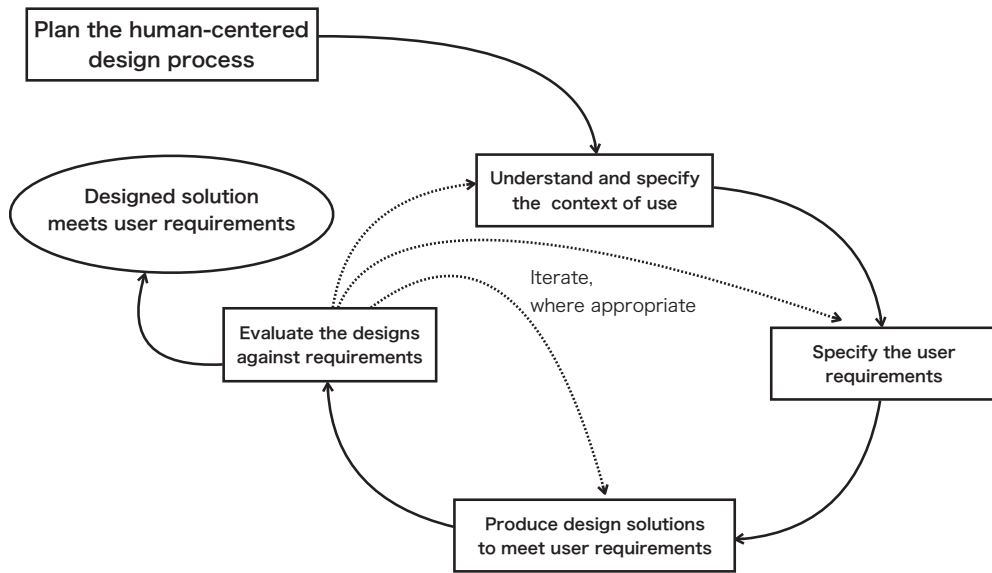 Plan the human-centered
design process
Understand and specify
the context of use
Designed solution
meets user requirements
Iterate,
where appropriate
Evaluate the designs
against requirements
Specify the user
requirements
Produce design solutions
to meet user requirements